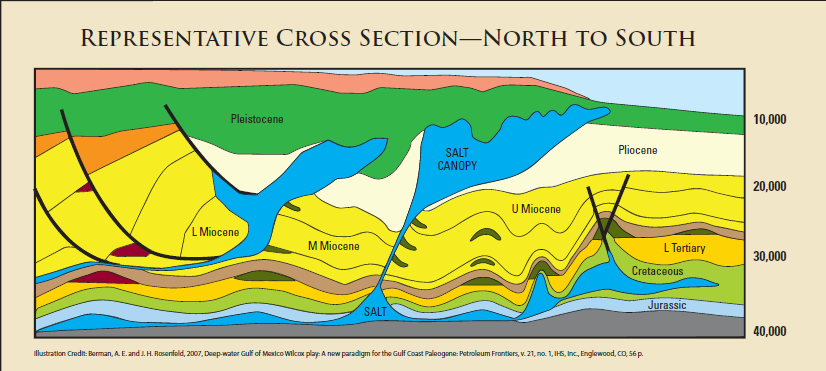 REPRESENTATIVE CROSS SECTION—NORTH TO SOUTH
Pleistocene
10,000
SALT
CANOPY
Pliocene
20,000
U Miocene
L Miocene
M Miocene
L Tertiary
30,000
Cretaceous
Jurassic
SALT
40,000
Illustration Credit: Berman, A. E. and J. H. Rosenfeld, 2007, Deep-water Gulf of Mexico Wilcox play: A new paradigm for the Gulf Coast Paleogene: Petroleum Frontiers, v. 21, no. 1, IHS, Inc., Englewood, CO, 56 p.